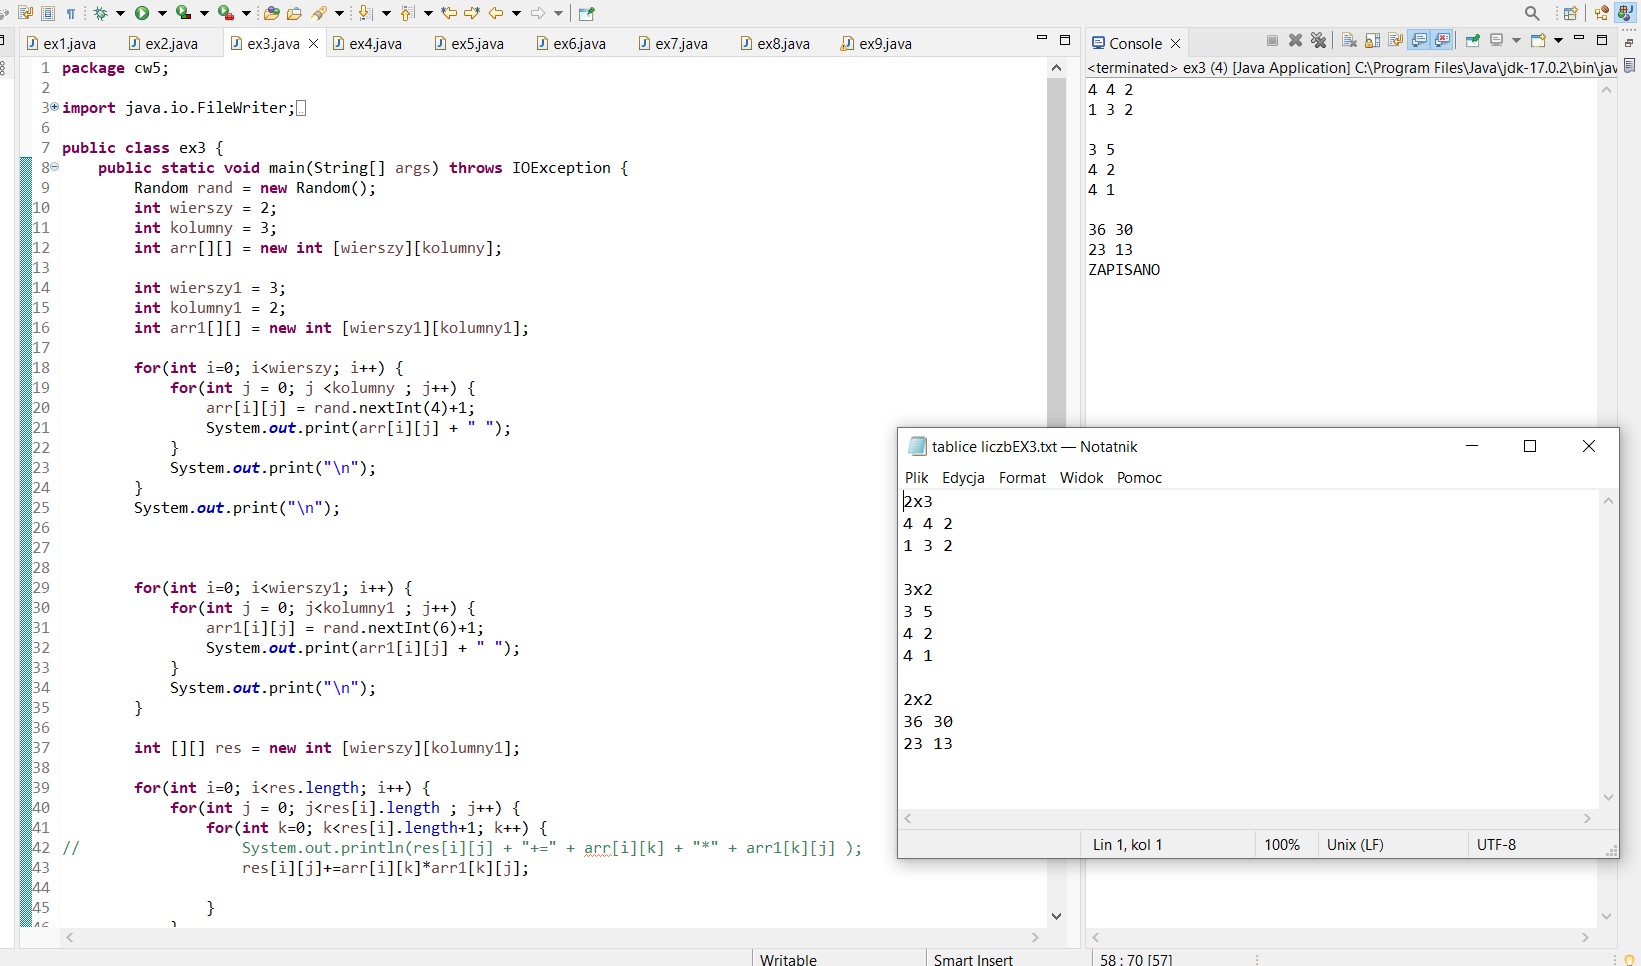 ex1.java ex2.java ex3.java ex4.java ex5.java ex6.java ex7.java ex8.java ex9.java
1 package cw5;
2
3 import java.io.FileWriter;
6
7 public class ex3 {
8 public static void main(String[] args) throws IOException {
9 Random rand = new Random();
10 int wierszy = 2;
11 int kolumny = 3;
12 int arr[][] = new int [wierszy][kolumny];
13
14 int wierszy1 = 3;
15 int kolumny1 = 2;
16 int arr1[][] = new int [wierszy1][kolumny1];
17
18 for(int i=0; i<wierszy; i++) {
19 for(int j = 0; j <kolumny ; j++) {
20 arr[i][j] = rand.nextInt(4)+1;
21 System.out.print(arr[i][j] + " ");
22 }
23 System.out.print("\n");
24 }
25 System.out.print("\n");
26
27
28
29 for(int i=0; i<wierszy1; i++) {
30 for(int j = 0; j<kolumny1 ; j++) {
31 arr1[i][j] = rand.nextInt(6)+1;
32 System.out.print(arr1[i][j] + " ");
33 }
34 System.out.print("\n");
35 }
36
37 int [][] res = new int [wierszy][kolumny1];
38
39 for(int i=0; i<res.length; i++) {
40 for(int j = 0; j<res[i].length ; j++) {
41 for(int k=0; k<res[i].length+1; k++) {
42 // System.out.println(res[i][j] + "+=" + arr[i][k] + "*" + arr1[k][j] );
43 res[i][j]+=arr[i][k]*arr1[k][j];
44
45 }
46 }
Console
<terminated> ex3 (4) [Java Application] C:\Program Files\Java\jdk-17.0.2\bin\jav
4 4 2
1 3 2

3 5
4 2
4 1

36 30
23 13
ZAPISANO
tablice liczbEX3.txt — Notatnik
Plik Edycja Format Widok Pomoc
2x3
4 4 2
1 3 2

3x2
3 5
4 2
4 1

2x2
36 30
23 13
Lin 1, kol 1 100% Unix (LF) UTF-8
Writable Smart Insert 58 : 70 [57]